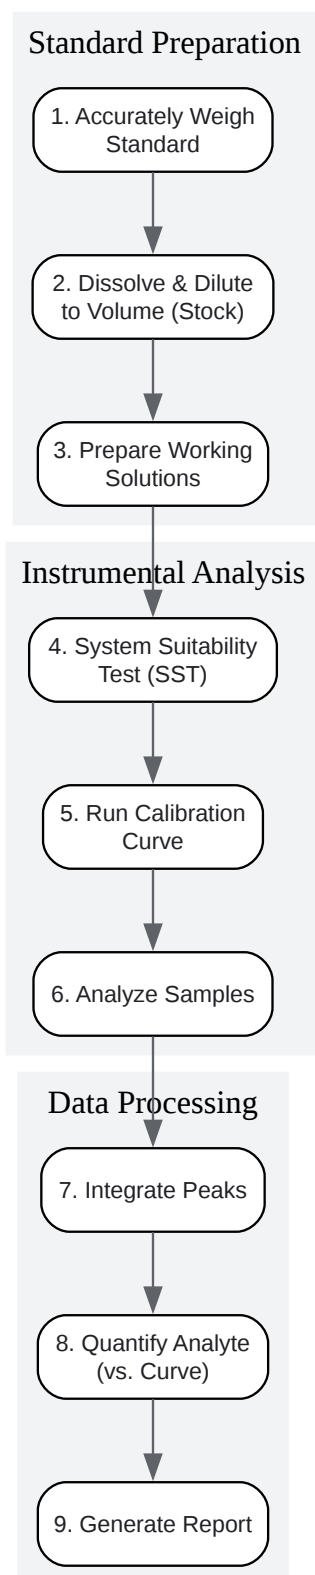 Standard Preparation
1. Accurately Weigh
Standard
2. Dissolve & Dilute
to Volume (Stock)
3. Prepare Working
Solutions
Instrumental Analysis
4. System Suitability
Test (SST)
5. Run Calibration
Curve
6. Analyze Samples
Data Processing
7. Integrate Peaks
8. Quantify Analyte
(vs. Curve)
9. Generate Report